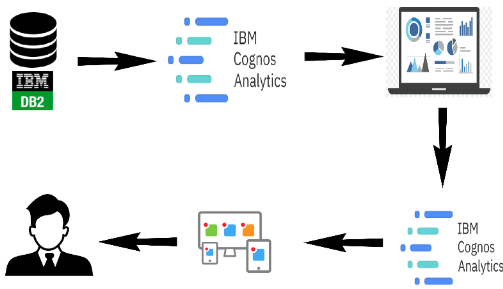 IBM
Cognos
Analytics
IBM
DB2
IBM
Cognos
Analytics